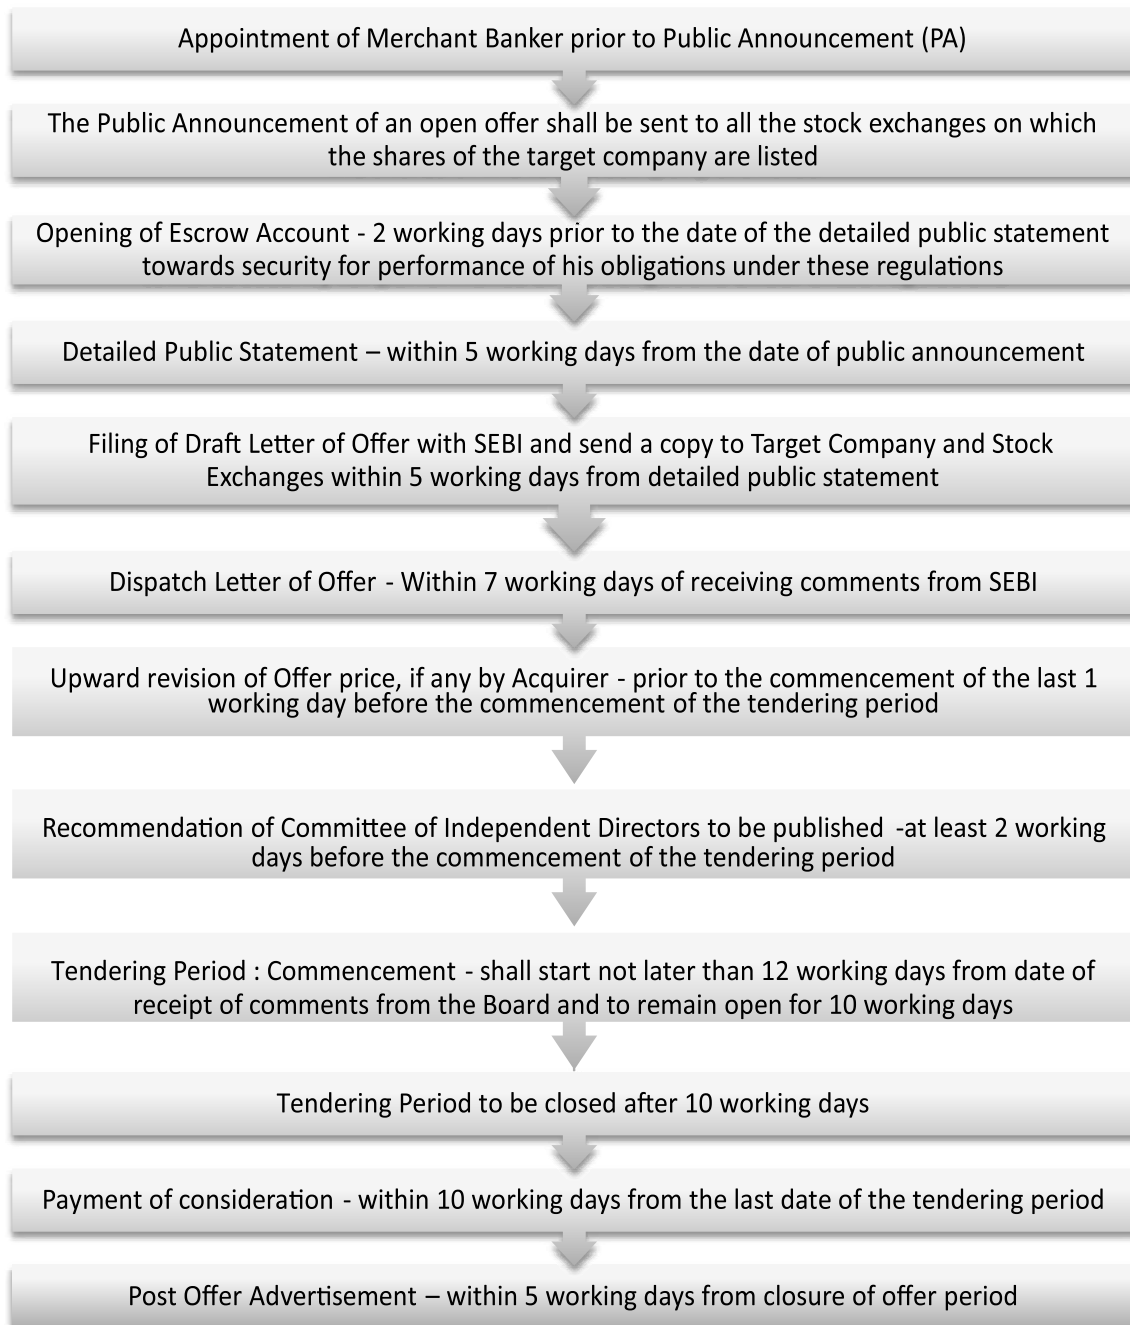 Appointment of Merchant Banker prior to Public Announcement (PA)
The Public Announcement of an open offer shall be sent to all the stock exchanges on which
the shares of the target company are listed
Opening of Escrow Account - 2 working days prior to the date of the detailed public statement
towards security for performance of his obligations under these regulations
Detailed Public Statement – within 5 working days from the date of public announcement
Filing of Draft Letter of Offer with SEBI and send a copy to Target Company and Stock
Exchanges within 5 working days from detailed public statement
Dispatch Letter of Offer - Within 7 working days of receiving comments from SEBI
Upward revision of Offer price, if any by Acquirer - prior to the commencement of the last 1
working day before the commencement of the tendering period
Recommendation of Committee of Independent Directors to be published -at least 2 working
days before the commencement of the tendering period
Tendering Period : Commencement - shall start not later than 12 working days from date of
receipt of comments from the Board and to remain open for 10 working days
Tendering Period to be closed after 10 working days
Payment of consideration - within 10 working days from the last date of the tendering period
Post Offer Advertisement – within 5 working days from closure of offer period